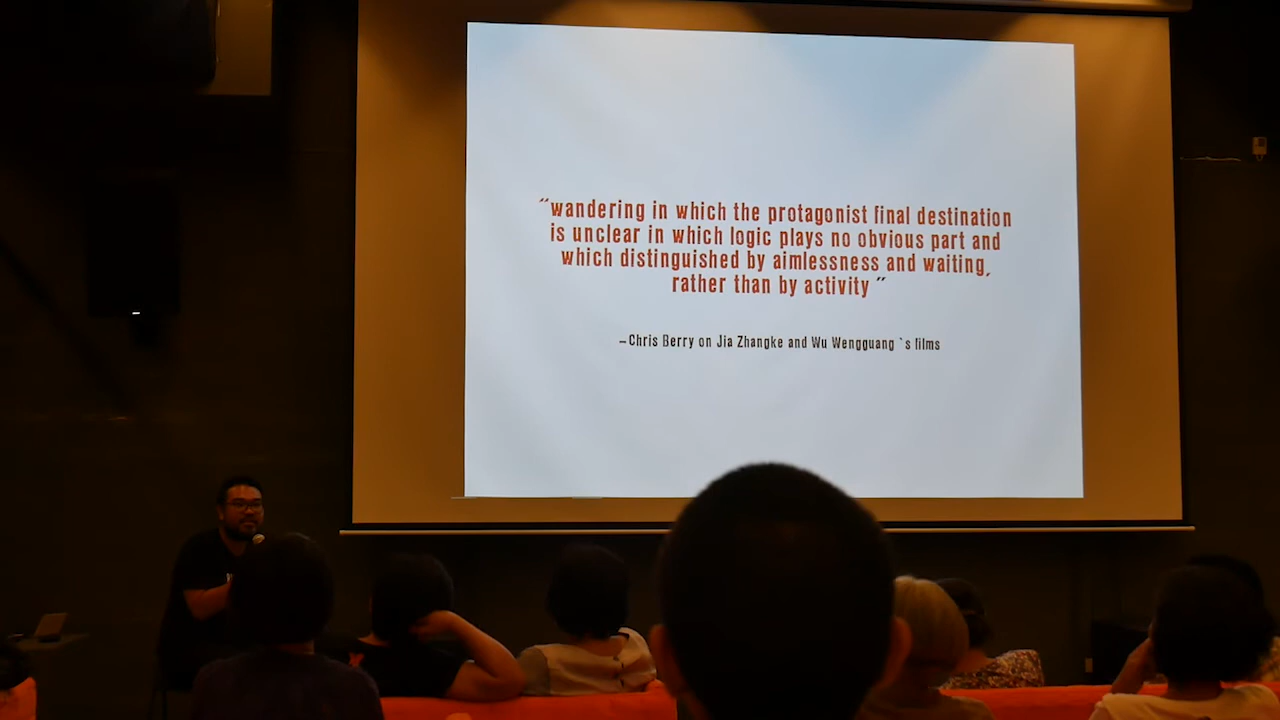 "wandering in which the protagonist final destination
is unclear in which logic plays no obvious part and
which distinguished by aimlessness and waiting,
rather than by activity "
–Chris Berry on Jia Zhangke and Wu Wengguang `s films